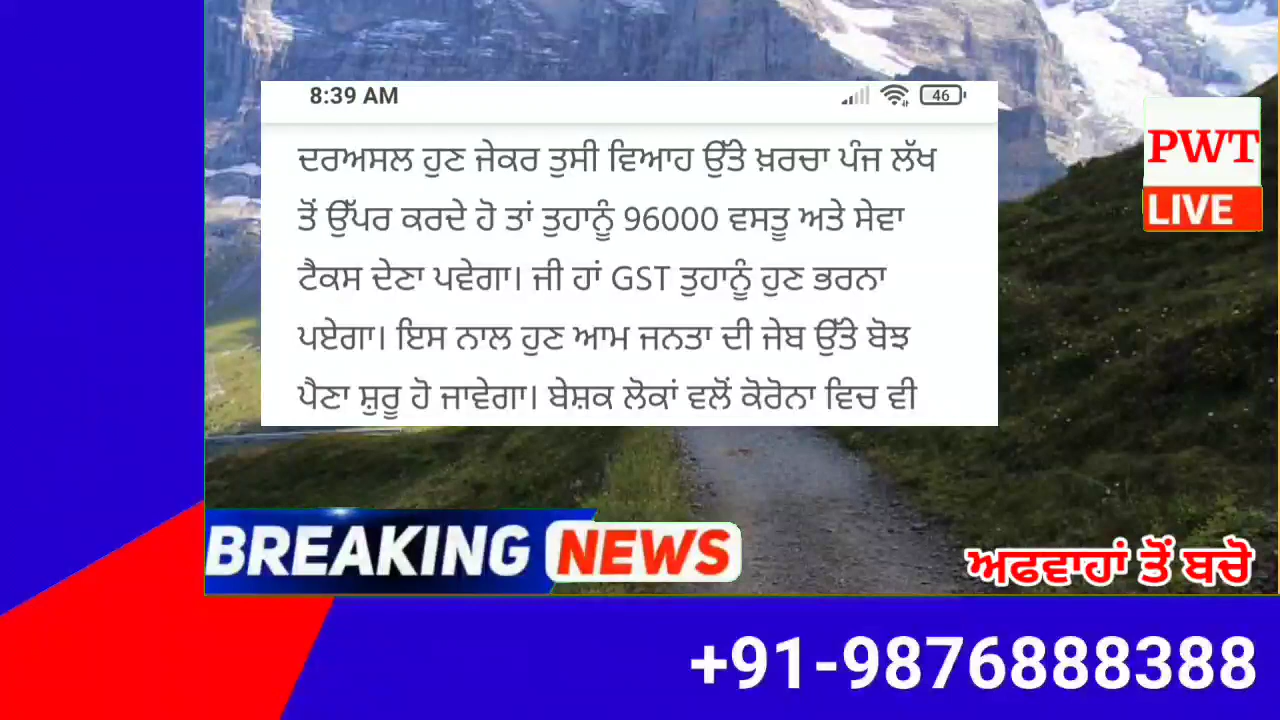 8:39 AM
46
ਦਰਅਸਲ ਹੁਣ ਜੇਕਰ ਤੁਸੀ ਵਿਆਹ ਉੱਤੇ ਖ਼ਰਚਾ ਪੰਜ ਲੱਖ
ਤੋਂ ਉੱਪਰ ਕਰਦੇ ਹੋ ਤਾਂ ਤੁਹਾਨੂੰ 96000 ਵਸਤੂ ਅਤੇ ਸੇਵਾ
ਟੈਕਸ ਦੇਣਾ ਪਵੇਗਾ। ਜੀ ਹਾਂ GST ਤੁਹਾਨੂੰ ਹੁਣ ਭਰਨਾ
ਪਏਗਾ। ਇਸ ਨਾਲ ਹੁਣ ਆਮ ਜਨਤਾ ਦੀ ਜੇਬ ਉੱਤੇ ਬੋਝ
ਪੈਣਾ ਸ਼ੁਰੂ ਹੋ ਜਾਵੇਗਾ। ਬੇਸ਼ਕ ਲੋਕਾਂ ਵਲੋਂ ਕੋਰੋਨਾ ਵਿਚ ਵੀ
PWT
LIVE
BREAKING NEWS
ਅਫਵਾਹਾਂ ਤੋਂ ਬਚੋ
+91-9876888388